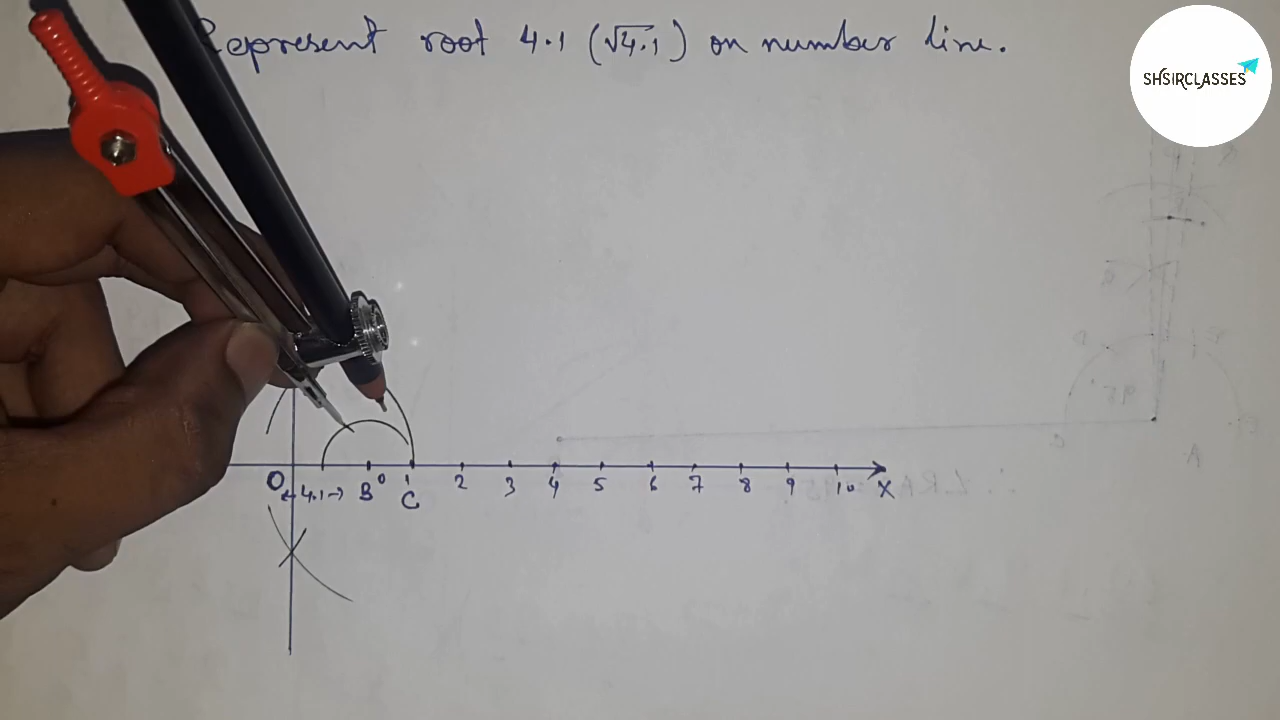 Represent root 4.1 (√4.1) on number line.
SHSIRCLASSES
O ←4.1→ B 0 1 2 3 4 5 6 7 8 9 10 X
C